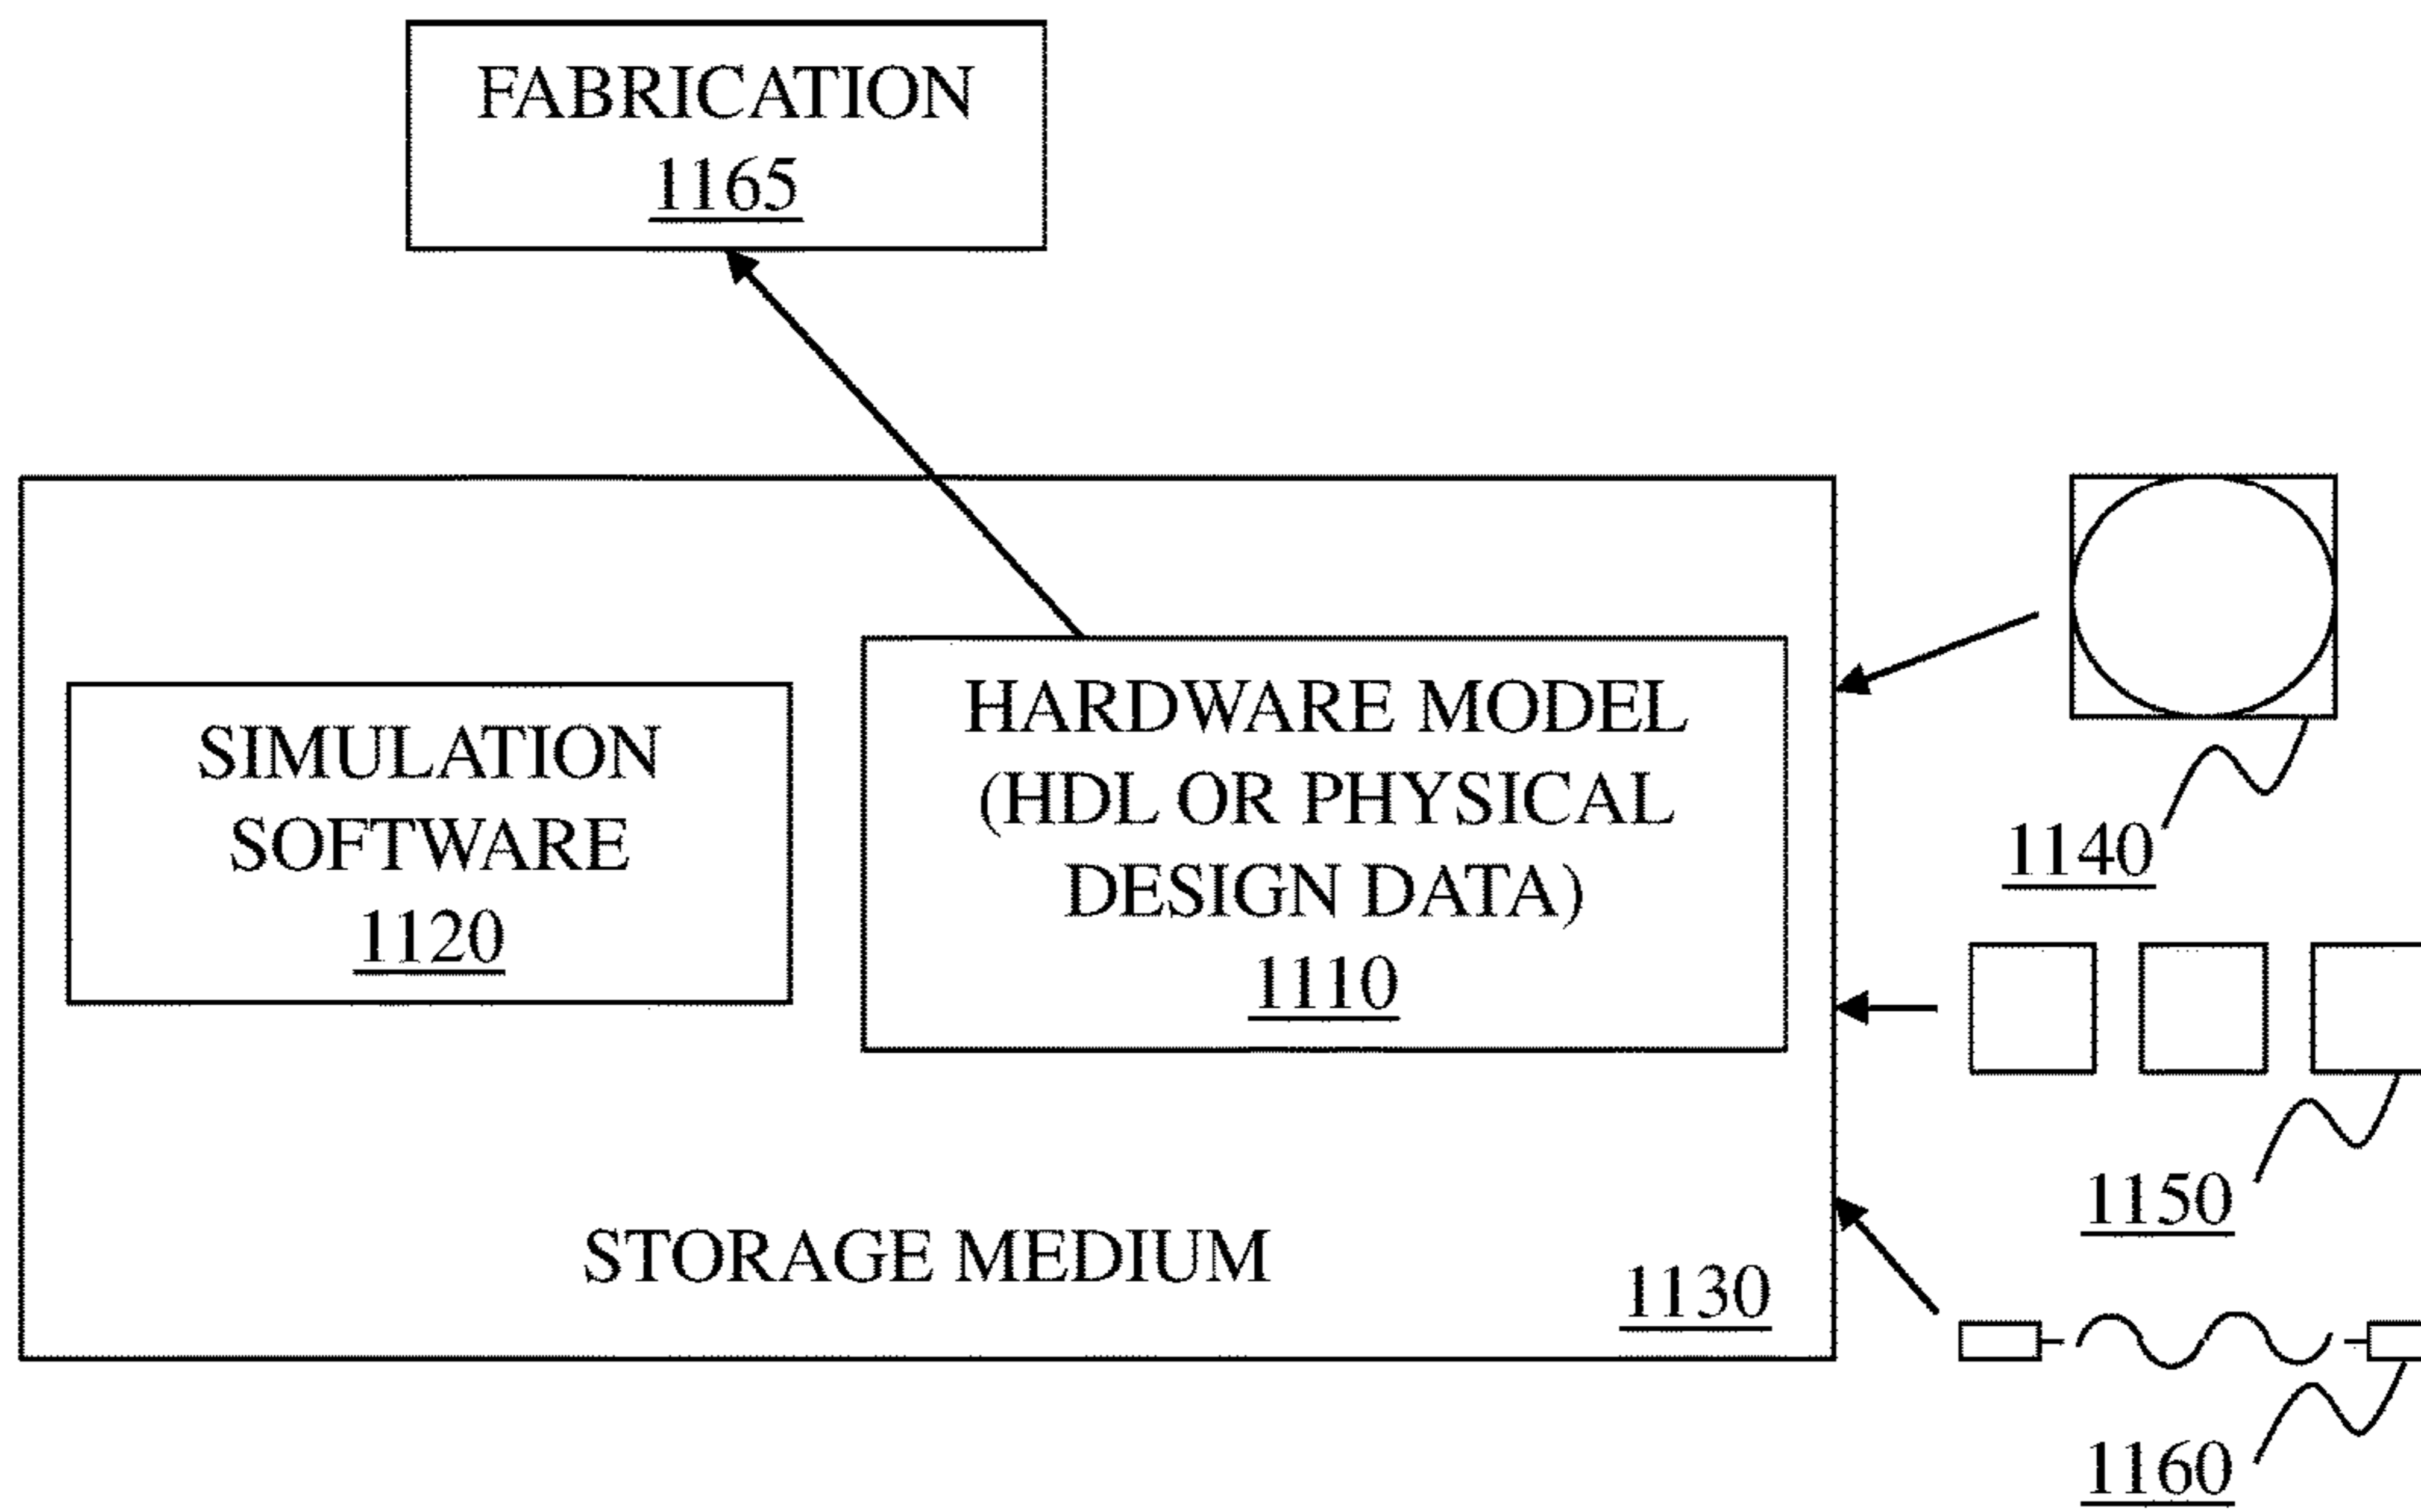 FABRICATION
1165
SIMULATION
SOFTWARE
1120
HARDWARE MODEL
(HDL OR PHYSICAL
DESIGN DATA)
1110
STORAGE MEDIUM
1130
1140
1150
1160